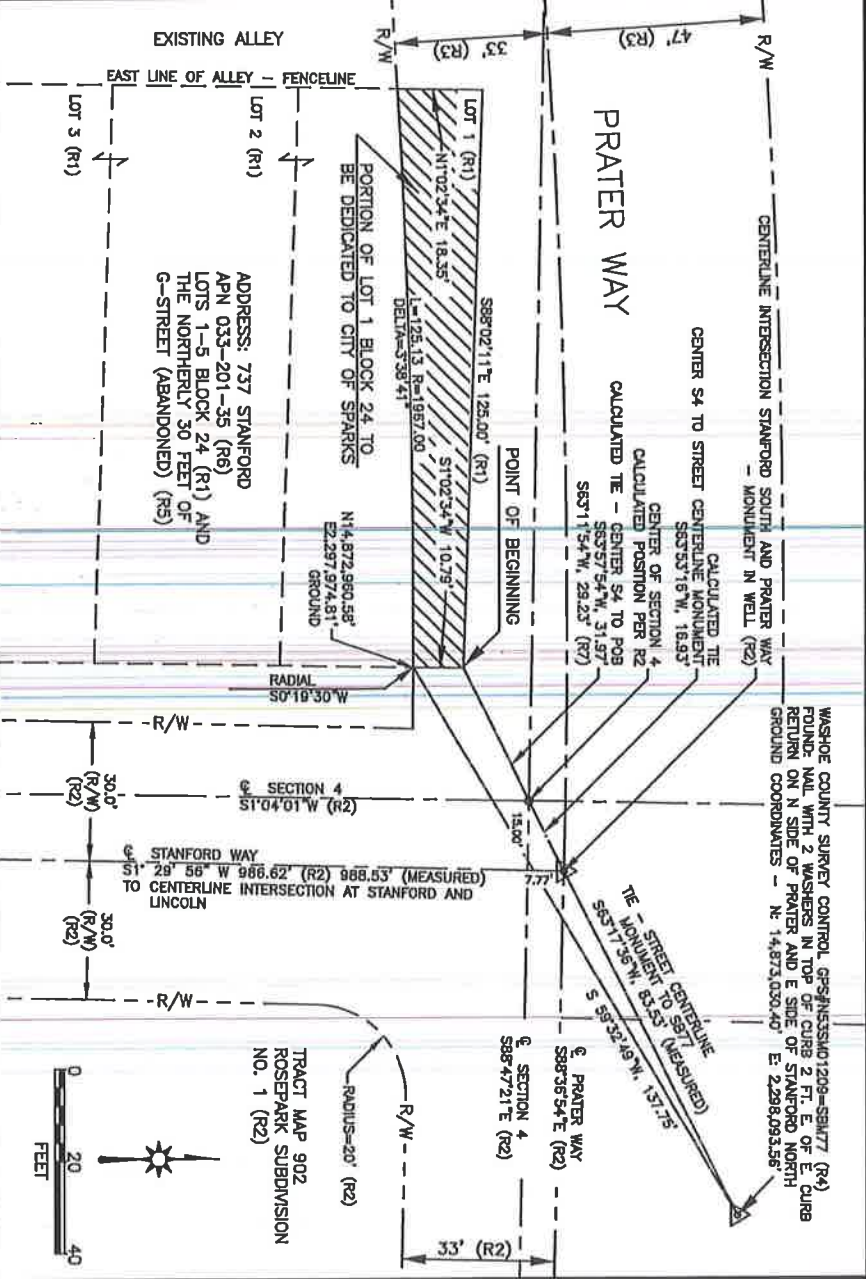 R/W
47' (R3)
33' (R3)
R/W
PRATER WAY
EXISTING ALLEY
EAST LINE OF ALLEY – FENCELINE
LOT 1 (R1)
LOT 2 (R1)
LOT 3 (R1)
WASHOE COUNTY SURVEY CONTROL GPS#N53SM01209=SBM77 (R4)
FOUND: NAIL WITH 2 WASHERS IN TOP OF CURB 2 FT. E. OF E. CURB
RETURN ON N SIDE OF PRATER AND E SIDE OF STANFORD NORTH
GROUND COORDINATES – N: 14,873,030.40' E: 2,298,093.56'
CENTERLINE INTERSECTION STANFORD SOUTH AND PRATER WAY
– MONUMENT IN WELL (R2)
CALCULATED TIE
CENTER S4 TO STREET CENTERLINE MONUMENT
S63°53'16"W, 16.93'
CENTER OF SECTION 4
CALCULATED POSITION PER R2
CALCULATED TIE – CENTER S4 TO POB
S63°57'54"W, 31.97'
S63°11'54"W, 29.23' (R7)
POINT OF BEGINNING
S88°02'11"E 125.00' (R1)
N1°02'34"E 18.35'
S1°02'34"W 10.79'
L=125.13 R=1967.00
DELTA=3°38'41"
PORTION OF LOT 1 BLOCK 24 TO
BE DEDICATED TO CITY OF SPARKS
N14,872,960.58'
E2,297,974.81'
GROUND
ADDRESS: 737 STANFORD
APN 033-201-35 (R6)
LOTS 1–5 BLOCK 24 (R1) AND
THE NORTHERLY 30 FEET OF
G–STREET (ABANDONED) (R5)
RADIAL
S0°19'30"W
R/W
30.0'
(R/W)
(R2)
30.0'
(R/W)
(R2)
℄ SECTION 4
S1°04'01"W (R2)
15.00'
7.77'
℄ STANFORD WAY
S1° 29' 56" W 986.62' (R2) 988.53' (MEASURED)
TO CENTERLINE INTERSECTION AT STANFORD AND
LINCOLN
TIE – STREET CENTERLINE
MONUMENT TO SB77
S63°17'36"W, 83.53' (MEASURED)
S 59°32'49"W, 137.75'
℄ PRATER WAY
S88°36'54"E (R2)
℄ SECTION 4
S88°47'21"E (R2)
R/W
R/W
RADIUS=20' (R2)
33' (R2)
TRACT MAP 902
ROSEPARK SUBDIVISION
NO. 1 (R2)
0 20 40
FEET